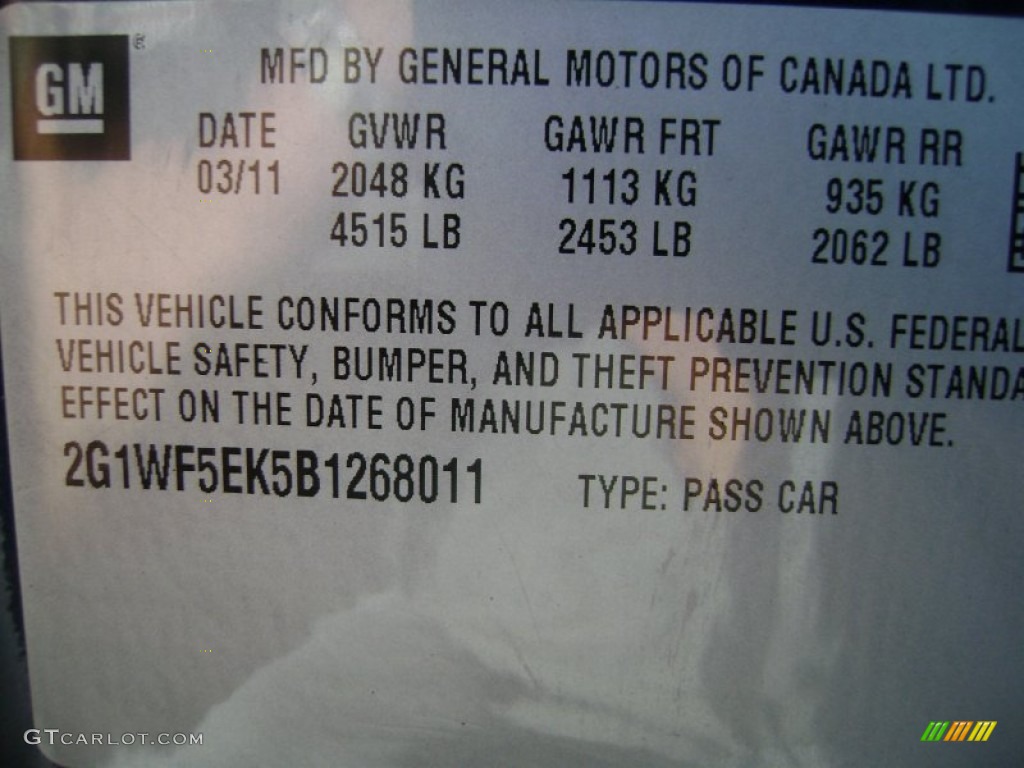 GM ®
MFD BY GENERAL MOTORS OF CANADA LTD.
DATE GVWR GAWR FRT GAWR RR
03/11 2048 KG 1113 KG 935 KG
4515 LB 2453 LB 2062 LB
THIS VEHICLE CONFORMS TO ALL APPLICABLE U.S. FEDERAL
VEHICLE SAFETY, BUMPER, AND THEFT PREVENTION STANDA
EFFECT ON THE DATE OF MANUFACTURE SHOWN ABOVE.
2G1WF5EK5B1268011 TYPE: PASS CAR
GTCARLOT.COM